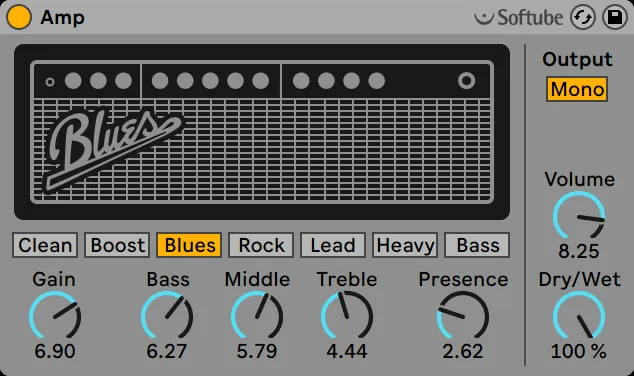 Amp
Softube
Output
Mono
Blues
Volume
8.25
Clean Boost Blues Rock Lead Heavy Bass
Gain Bass Middle Treble Presence Dry/Wet
6.90 6.27 5.79 4.44 2.62 100 %